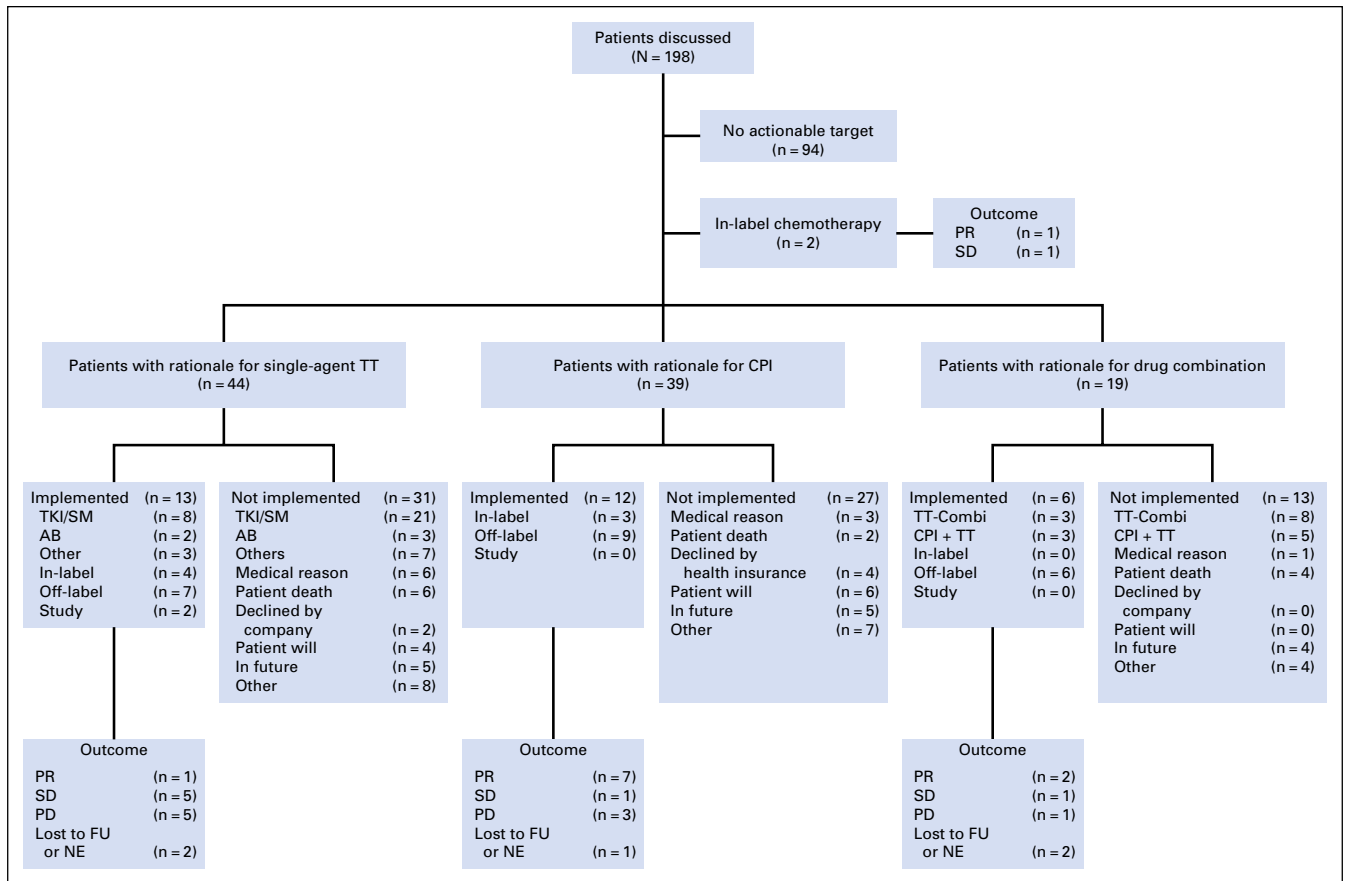 Patients discussed
(N = 198)
No actionable target
(n = 94)
In-label chemotherapy
(n = 2)
Outcome
PR (n = 1)
SD (n = 1)
Patients with rationale for single-agent TT
(n = 44)
Patients with rationale for CPI
(n = 39)
Patients with rationale for drug combination
(n = 19)
Implemented (n = 13)
TKI/SM (n = 8)
AB (n = 2)
Other (n = 3)
In-label (n = 4)
Off-label (n = 7)
Study (n = 2)
Not implemented (n = 31)
TKI/SM (n = 21)
AB (n = 3)
Others (n = 7)
Medical reason (n = 6)
Patient death (n = 6)
Declined by
company (n = 2)
Patient will (n = 4)
In future (n = 5)
Other (n = 8)
Implemented (n = 12)
In-label (n = 3)
Off-label (n = 9)
Study (n = 0)
Not implemented (n = 27)
Medical reason (n = 3)
Patient death (n = 2)
Declined by
health insurance (n = 4)
Patient will (n = 6)
In future (n = 5)
Other (n = 7)
Implemented (n = 6)
TT-Combi (n = 3)
CPI + TT (n = 3)
In-label (n = 0)
Off-label (n = 6)
Study (n = 0)
Not implemented (n = 13)
TT-Combi (n = 8)
CPI + TT (n = 5)
Medical reason (n = 1)
Patient death (n = 4)
Declined by
company (n = 0)
Patient will (n = 0)
In future (n = 4)
Other (n = 4)
Outcome
PR (n = 1)
SD (n = 5)
PD (n = 5)
Lost to FU
or NE (n = 2)
Outcome
PR (n = 7)
SD (n = 1)
PD (n = 3)
Lost to FU
or NE (n = 1)
Outcome
PR (n = 2)
SD (n = 1)
PD (n = 1)
Lost to FU
or NE (n = 2)